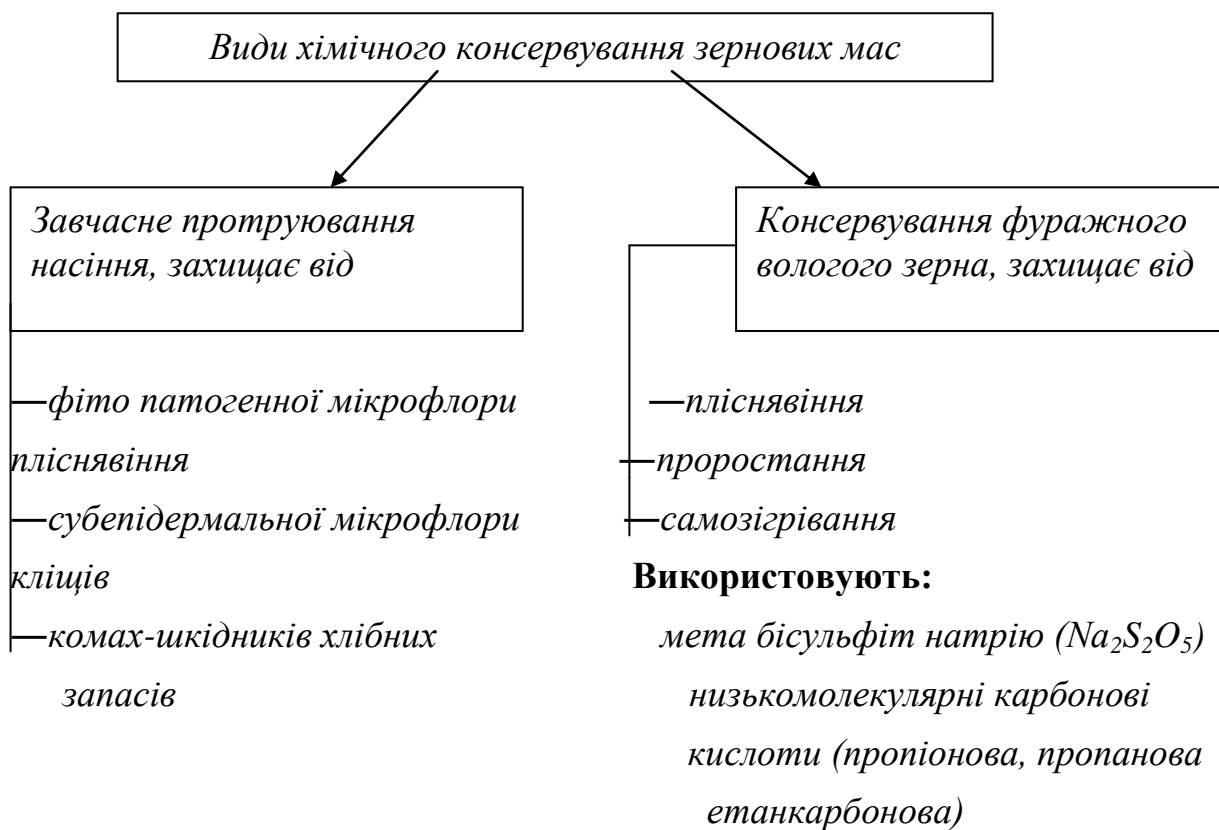 Види хімічного консервування зернових мас
Завчасне протруювання
насіння, захищає від
—фіто патогенної мікрофлори
пліснявіння
—субепідермальної мікрофлори
кліщів
—комах-шкідників хлібних
запасів
Консервування фуражного
вологого зерна, захищає від
—пліснявіння
—проростання
—самозігрівання
Використовують:
мета бісульфіт натрію (Na₂S₂O₅)
низькомолекулярні карбонові
кислоти (пропіонова, пропанова
етанкарбонова)